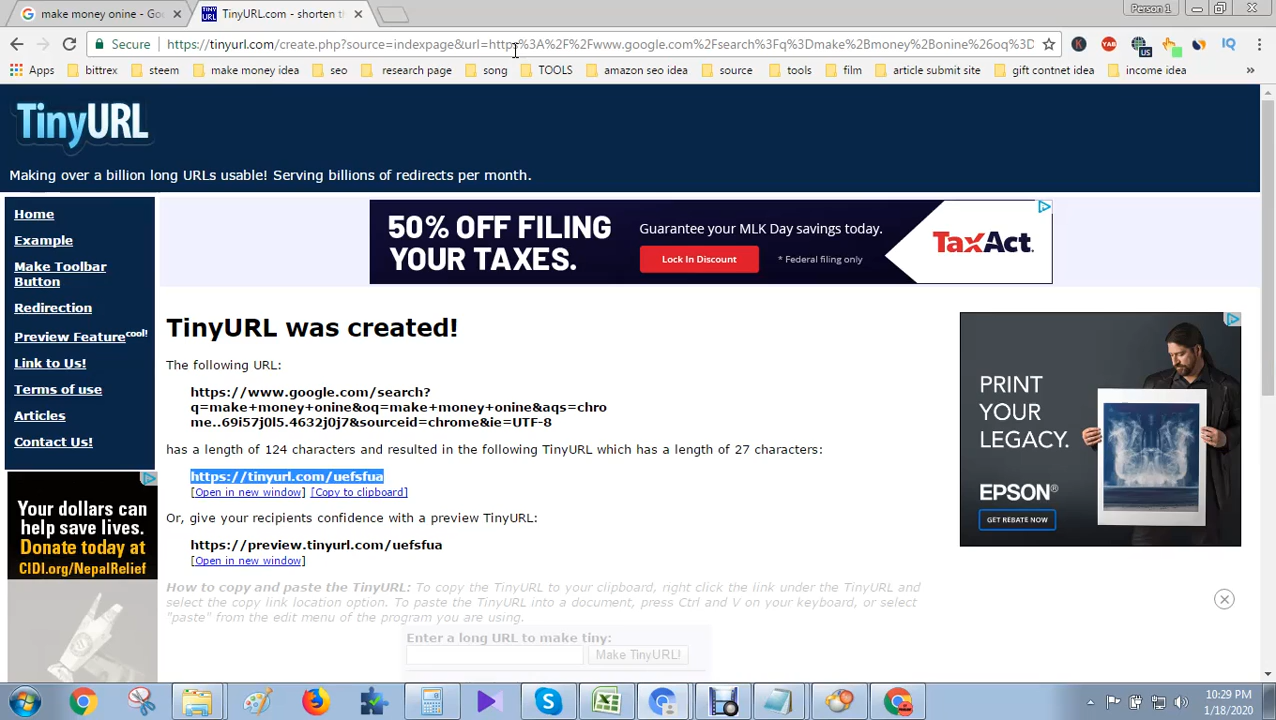 make money onine - Go
TinyURL.com - shorten th
Person 1
Secure
https://tinyurl.com/create.php?source=indexpage&url=https%3A%2F%2Fwww.google.com%2Fsearch%3Fq%3Dmake%2Bmoney%2Bonine%26oq%3D
Apps
bittrex
steem
make money idea
seo
research page
song
TOOLS
amazon seo idea
source
tools
film
article submit site
gift contnet idea
income idea
»
TinyURL
Making over a billion long URLs usable! Serving billions of redirects per month.
Home
Example
Make Toolbar
Button
Redirection
Preview Feature cool!
Link to Us!
Terms of use
Articles
Contact Us!
50% OFF FILING
YOUR TAXES.
Guarantee your MLK Day savings today.
Lock In Discount
* Federal filing only
TaxAct.
TinyURL was created!
The following URL:
https://www.google.com/search?
q=make+money+onine&oq=make+money+onine&aqs=chro
me..69i57j0l5.4632j0j7&sourceid=chrome&ie=UTF-8
has a length of 124 characters and resulted in the following TinyURL which has a length of 27 characters:
https://tinyurl.com/uefsfua
[Open in new window] [Copy to clipboard]
Or, give your recipients confidence with a preview TinyURL:
https://preview.tinyurl.com/uefsfua
[Open in new window]
How to copy and paste the TinyURL: To copy the TinyURL to your clipboard, right click the link under the TinyURL and
select the copy link location option. To paste the TinyURL into a document, press Ctrl and V on your keyboard, or select
"paste" from the edit menu of the program you are using.
Enter a long URL to make tiny:
Make TinyURL!
PRINT
YOUR
LEGACY.
EPSON®
GET REBATE NOW
Your dollars can
help save lives.
Donate today at
CIDI.org/NepalRelief
10:29 PM
1/18/2020